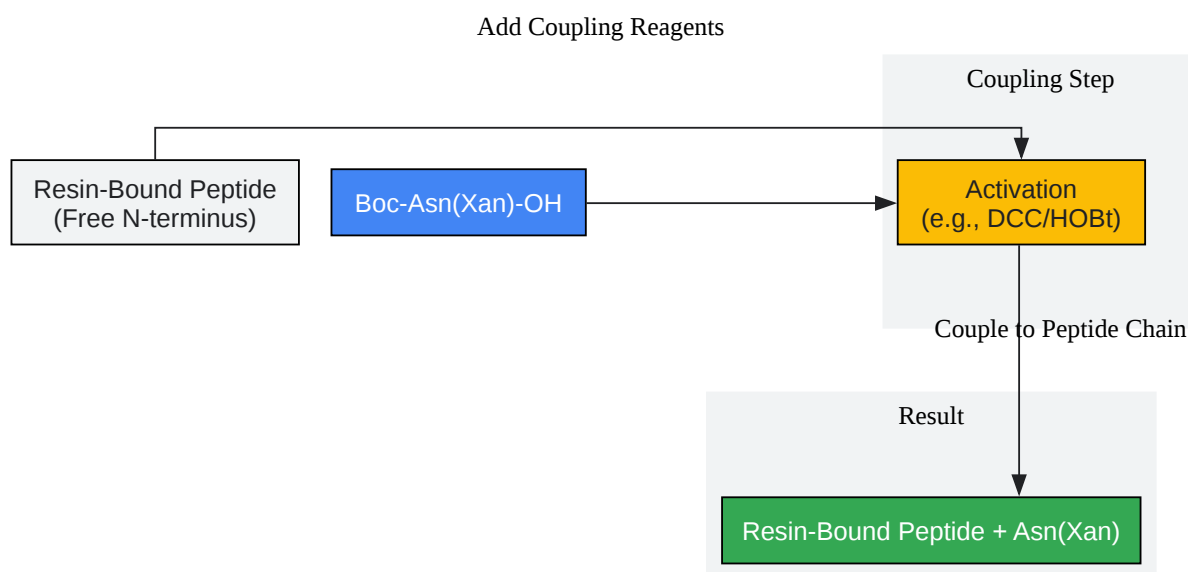 Add Coupling Reagents
Coupling Step
Resin-Bound Peptide
(Free N-terminus)
Boc-Asn(Xan)-OH
Activation
(e.g., DCC/HOBt)
Couple to Peptide Chain
Result
Resin-Bound Peptide + Asn(Xan)